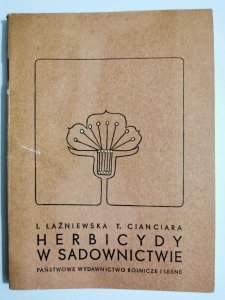 I. ŁAŹNIEWSKA T. CIANCIARA
HERBICYDY
W SADOWNICTWIE
PAŃSTWOWE WYDAWNICTWO ROLNICZE I LEŚNE